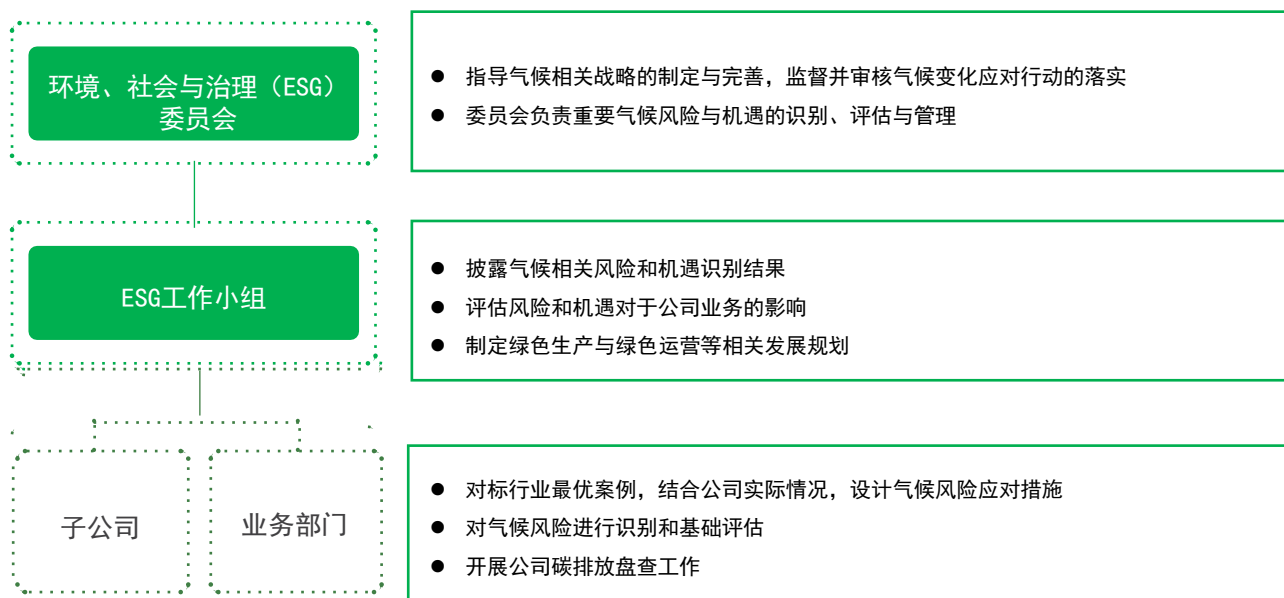 环境、社会与治理（ESG）
委员会
● 指导气候相关战略的制定与完善，监督并审核气候变化应对行动的落实
● 委员会负责重要气候风险与机遇的识别、评估与管理
ESG工作小组
● 披露气候相关风险和机遇识别结果
● 评估风险和机遇对于公司业务的影响
● 制定绿色生产与绿色运营等相关发展规划
子公司
业务部门
● 对标行业最优案例，结合公司实际情况，设计气候风险应对措施
● 对气候风险进行识别和基础评估
● 开展公司碳排放盘查工作